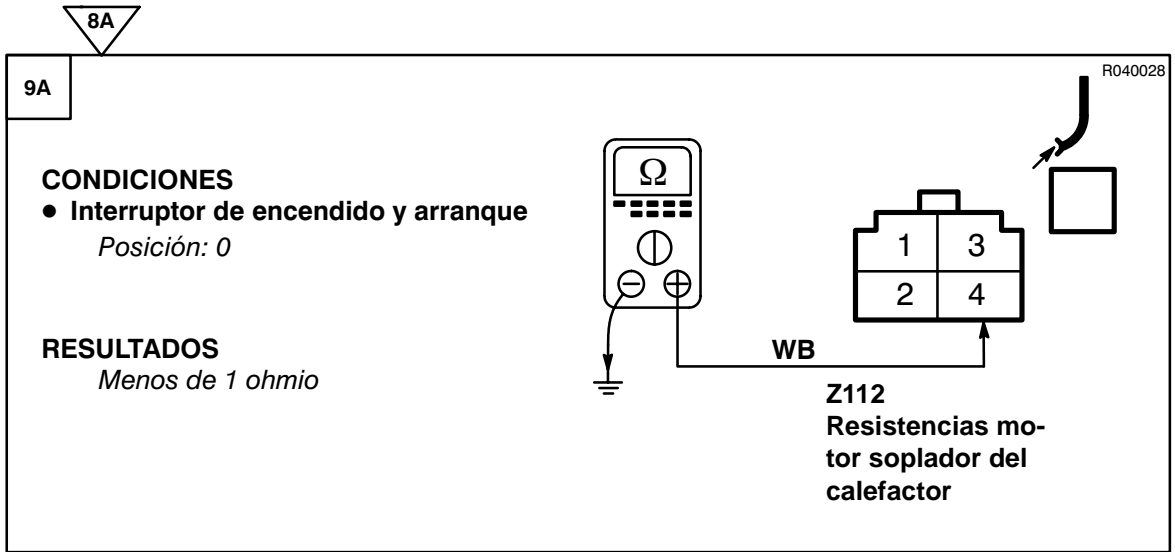 8A
9A
R040028
CONDICIONES
● Interruptor de encendido y arranque
Posición: 0
RESULTADOS
Menos de 1 ohmio
Ω
− +
1 3
2 4
WB
Z112
Resistencias mo-
tor soplador del
calefactor